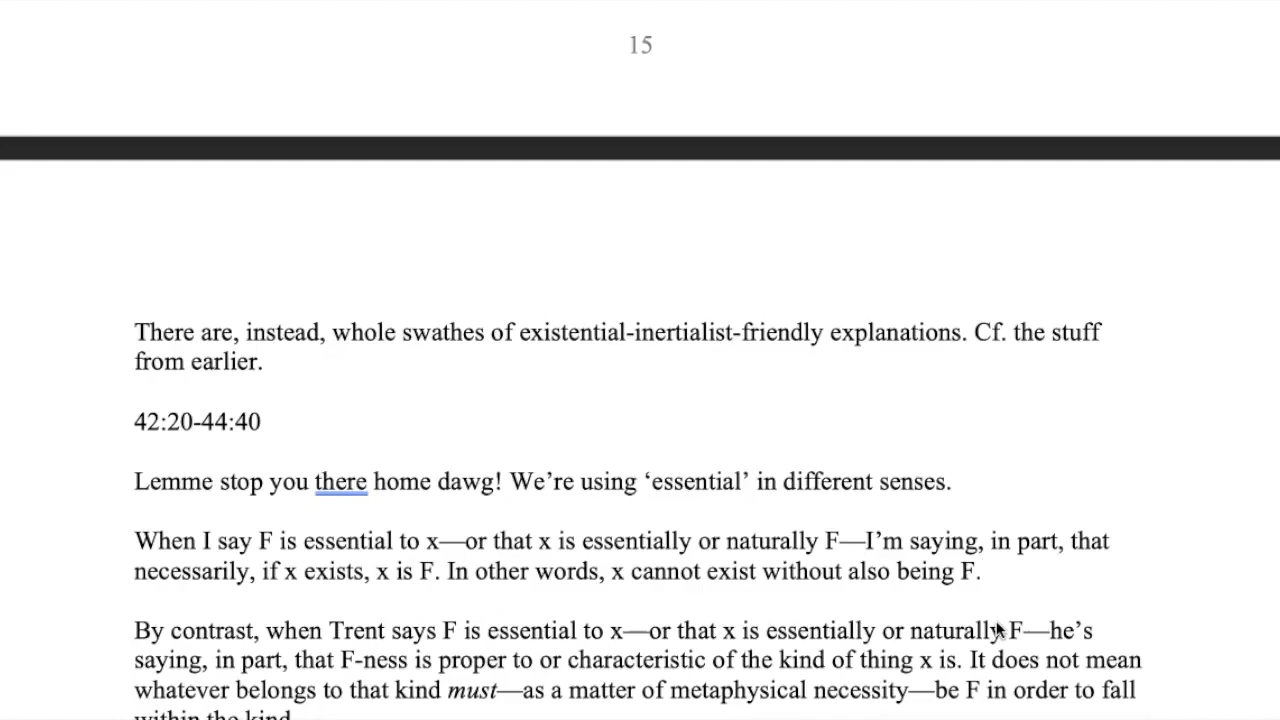 15
There are, instead, whole swathes of existential-inertialist-friendly explanations. Cf. the stuff
from earlier.
42:20-44:40
Lemme stop you there home dawg! We’re using ‘essential’ in different senses.
When I say F is essential to x—or that x is essentially or naturally F—I’m saying, in part, that
necessarily, if x exists, x is F. In other words, x cannot exist without also being F.
By contrast, when Trent says F is essential to x—or that x is essentially or naturally F—he’s
saying, in part, that F-ness is proper to or characteristic of the kind of thing x is. It does not mean
whatever belongs to that kind must—as a matter of metaphysical necessity—be F in order to fall
within the kind.